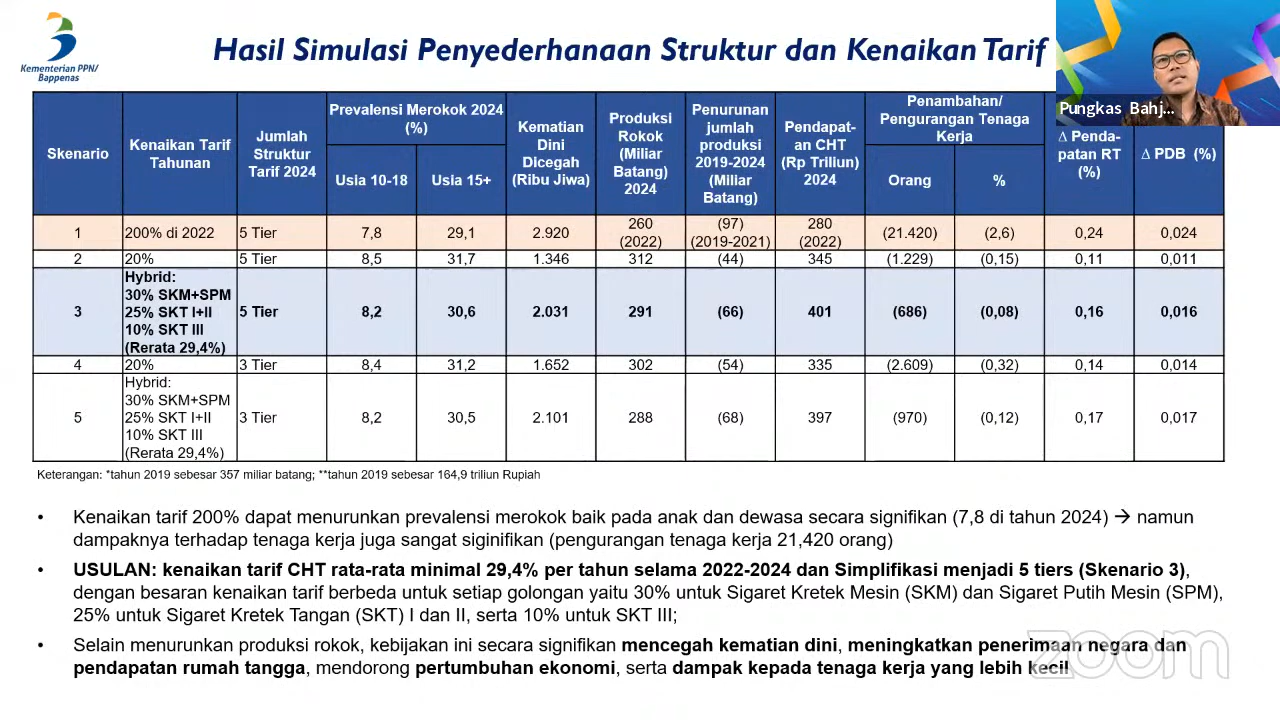 Kementerian PPN/
Bappenas
Hasil Simulasi Penyederhanaan Struktur dan Kenaikan Tarif
Pungkas Bahj...
Skenario
Kenaikan Tarif
Tahunan
Jumlah
Struktur
Tarif 2024
Prevalensi Merokok 2024
(%)
Usia 10-18
Usia 15+
Kematian
Dini
Dicegah
(Ribu Jiwa)
Produksi
Rokok
(Miliar
Batang)
2024
Penurunan
jumlah
produksi
2019-2024
(Miliar
Batang)
Pendapat-
an CHT
(Rp Triliun)
2024
Penambahan/
Pengurangan Tenaga
Kerja
Orang
%
Δ Penda-
patan RT
(%)
Δ PDB (%)
1
200% di 2022
5 Tier
7,8
29,1
2.920
260
(2022)
(97)
(2019-2021)
280
(2022)
(21.420)
(2,6)
0,24
0,024
2
20%
5 Tier
8,5
31,7
1.346
312
(44)
345
(1.229)
(0,15)
0,11
0,011
3
Hybrid:
30% SKM+SPM
25% SKT I+II
10% SKT III
(Rerata 29,4%)
5 Tier
8,2
30,6
2.031
291
(66)
401
(686)
(0,08)
0,16
0,016
4
20%
3 Tier
8,4
31,2
1.652
302
(54)
335
(2.609)
(0,32)
0,14
0,014
5
Hybrid:
30% SKM+SPM
25% SKT I+II
10% SKT III
(Rerata 29,4%)
3 Tier
8,2
30,5
2.101
288
(68)
397
(970)
(0,12)
0,17
0,017
Keterangan: *tahun 2019 sebesar 357 miliar batang; **tahun 2019 sebesar 164,9 triliun Rupiah
• Kenaikan tarif 200% dapat menurunkan prevalensi merokok baik pada anak dan dewasa secara signifikan (7,8 di tahun 2024) → namun
dampaknya terhadap tenaga kerja juga sangat siginifikan (pengurangan tenaga kerja 21,420 orang)
• USULAN: kenaikan tarif CHT rata-rata minimal 29,4% per tahun selama 2022-2024 dan Simplifikasi menjadi 5 tiers (Skenario 3),
dengan besaran kenaikan tarif berbeda untuk setiap golongan yaitu 30% untuk Sigaret Kretek Mesin (SKM) dan Sigaret Putih Mesin (SPM),
25% untuk Sigaret Kretek Tangan (SKT) I dan II, serta 10% untuk SKT III;
• Selain menurunkan produksi rokok, kebijakan ini secara signifikan mencegah kematian dini, meningkatkan penerimaan negara dan
pendapatan rumah tangga, mendorong pertumbuhan ekonomi, serta dampak kepada tenaga kerja yang lebih kecil
zoom